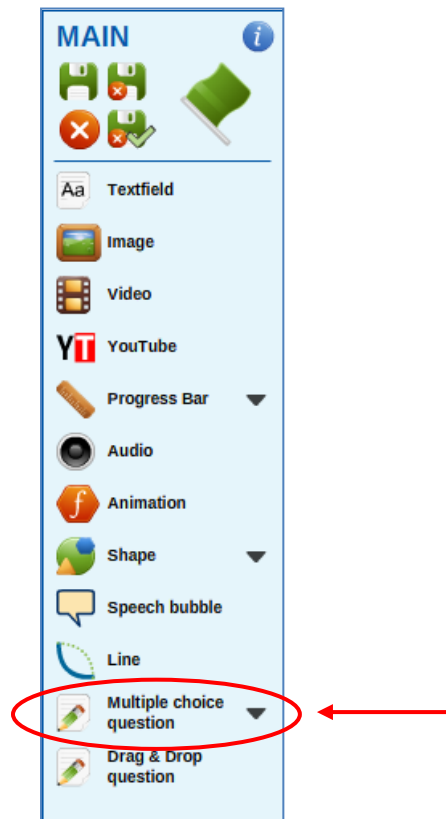 MAIN
i
Aa Textfield
Image
Video
YT YouTube
Progress Bar
Audio
f Animation
Shape
Speech bubble
Line
Multiple choice
question
Drag & Drop
question